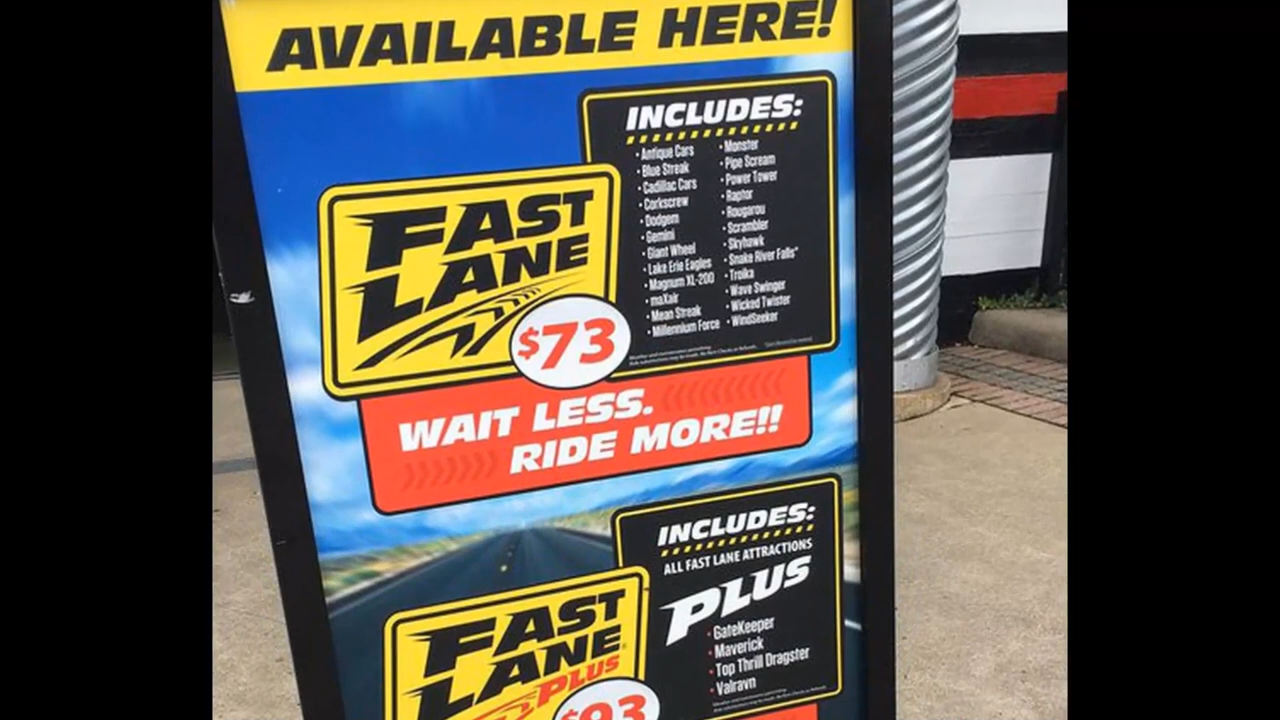 AVAILABLE HERE!
INCLUDES:
• Antique Cars
• Blue Streak
• Cadillac Cars
• Corkscrew
• Dodgem
• Gemini
• Giant Wheel
• Lake Erie Eagles
• Magnum XL-200
• maXair
• Mean Streak
• Millennium Force
• Monster
• Pipe Scream
• Power Tower
• Raptor
• Rougarou
• Scrambler
• Skyhawk
• Snake River Falls*
• Troika
• Wave Swinger
• Wicked Twister
• WindSeeker
FAST
LANE
$73
WAIT LESS.
RIDE MORE!!
INCLUDES:
ALL FAST LANE ATTRACTIONS
PLUS
• GateKeeper
• Maverick
• Top Thrill Dragster
• Valravn
FAST
LANE
PLUS
$93